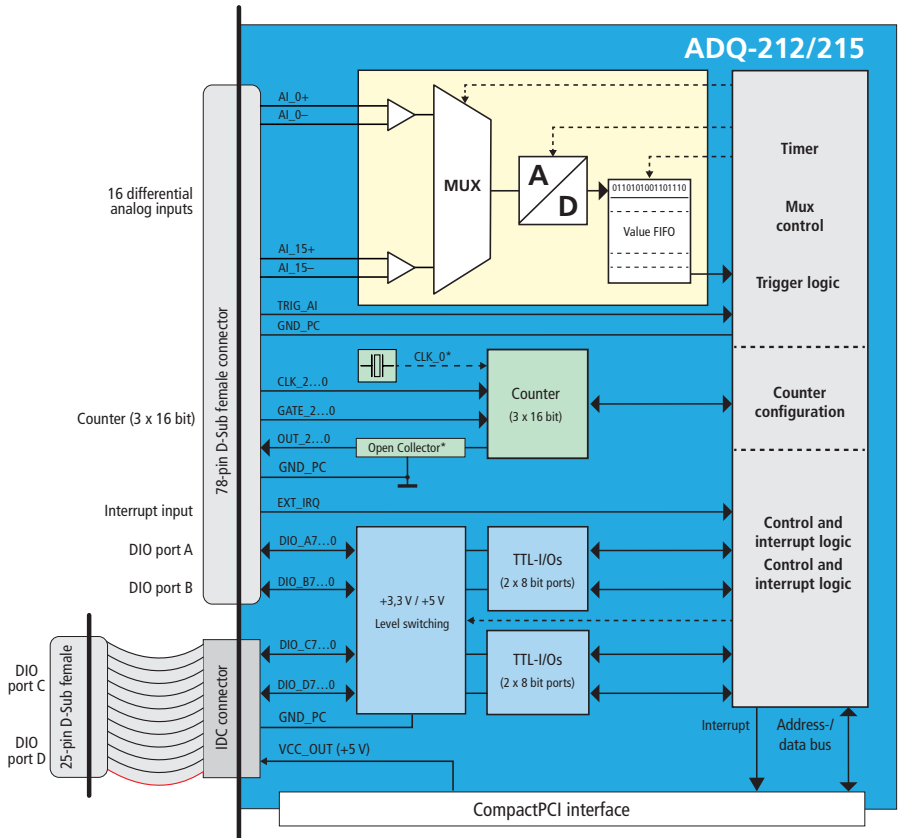 ADQ-212/215
AI_0+
AI_0–
16 differential
analog inputs
AI_15+
AI_15–
TRIG_AI
GND_PC
MUX
A
D
0110101001101110
Value FIFO
Timer
Mux
control
Trigger logic
78-pin D-Sub female connector
Counter (3 x 16 bit)
CLK_0*
CLK_2...0
GATE_2...0
OUT_2...0
Open Collector*
GND_PC
Counter
(3 x 16 bit)
Counter
configuration
Interrupt input
EXT_IRQ
DIO port A
DIO_A7...0
DIO port B
DIO_B7...0
+3,3 V / +5 V
Level switching
TTL-I/Os
(2 x 8 bit ports)
TTL-I/Os
(2 x 8 bit ports)
Control and
interrupt logic
Control and
interrupt logic
DIO
port C
DIO
port D
25-pin D-Sub female
IDC connector
DIO_C7...0
DIO_D7...0
GND_PC
VCC_OUT (+5 V)
Interrupt
Address-/
data bus
CompactPCI interface